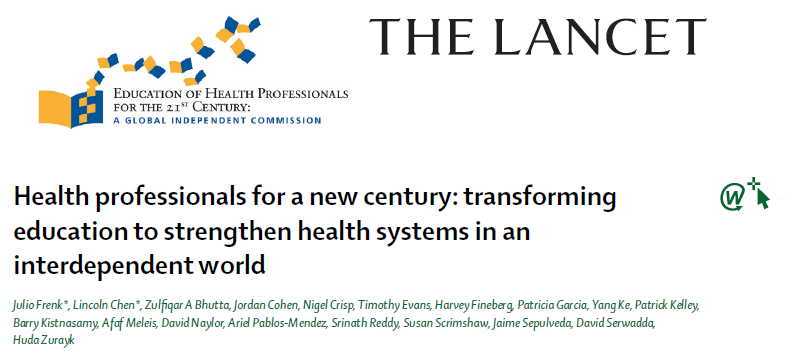 THE LANCET
EDUCATION OF HEALTH PROFESSIONALS
FOR THE 21ST CENTURY:
A GLOBAL INDEPENDENT COMMISSION
Health professionals for a new century: transforming
education to strengthen health systems in an
interdependent world
W
Julio Frenk*, Lincoln Chen*, Zulfiqar A Bhutta, Jordan Cohen, Nigel Crisp, Timothy Evans, Harvey Fineberg, Patricia Garcia, Yang Ke, Patrick Kelley,
Barry Kistnasamy, Afaf Meleis, David Naylor, Ariel Pablos-Mendez, Srinath Reddy, Susan Scrimshaw, Jaime Sepulveda, David Serwadda,
Huda Zurayk